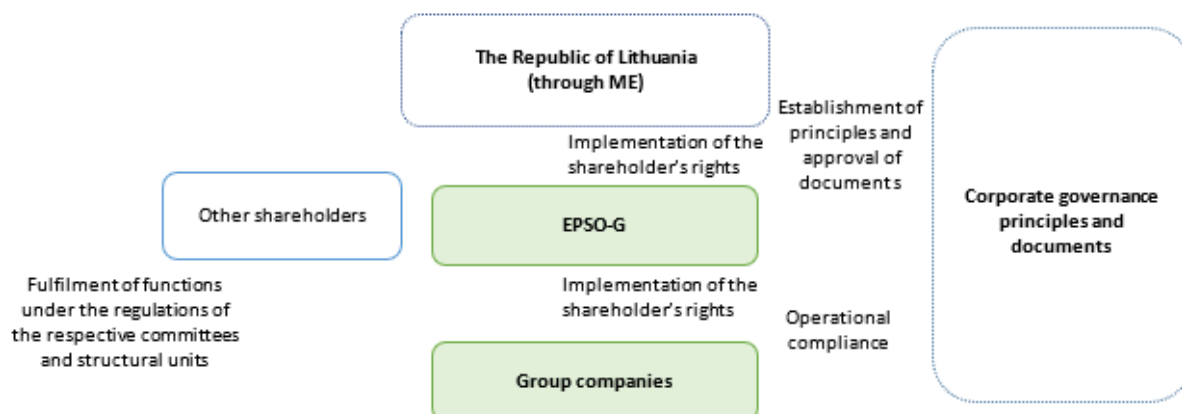 The Republic of Lithuania
(through ME)
Establishment of
principles and
approval of
documents
Implementation of the
shareholder's rights
Corporate governance
principles and
documents
Other shareholders
EPSO-G
Fulfilment of functions
under the regulations of
the respective committees
and structural units
Implementation of the
shareholder's rights
Operational
compliance
Group companies